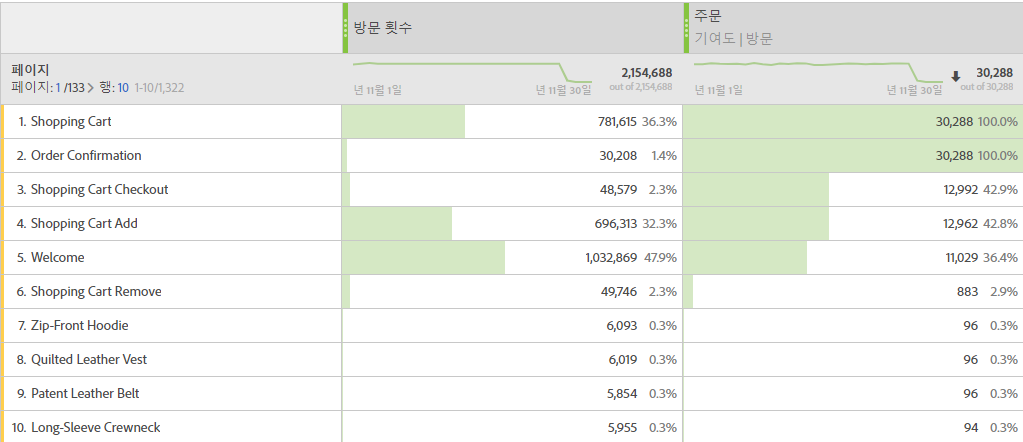 방문 횟수
주문
기여도 | 방문
페이지
페이지: 1 /133 > 행: 10 1-10/1,322
2,154,688
out of 2,154,688
년 11월 1일 년 11월 30일
30,288
out of 30,288
년 11월 1일 년 11월 30일
1. Shopping Cart 781,615 36.3% 30,288 100.0%
2. Order Confirmation 30,208 1.4% 30,288 100.0%
3. Shopping Cart Checkout 48,579 2.3% 12,992 42.9%
4. Shopping Cart Add 696,313 32.3% 12,962 42.8%
5. Welcome 1,032,869 47.9% 11,029 36.4%
6. Shopping Cart Remove 49,746 2.3% 883 2.9%
7. Zip-Front Hoodie 6,093 0.3% 96 0.3%
8. Quilted Leather Vest 6,019 0.3% 96 0.3%
9. Patent Leather Belt 5,854 0.3% 96 0.3%
10. Long-Sleeve Crewneck 5,955 0.3% 94 0.3%